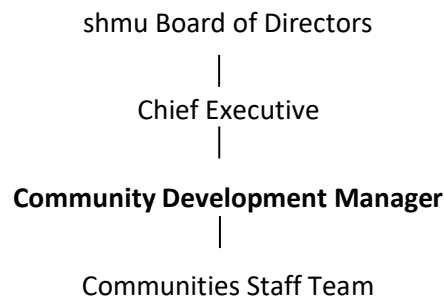 shmu Board of Directors
Chief Executive
Community Development Manager
Communities Staff Team